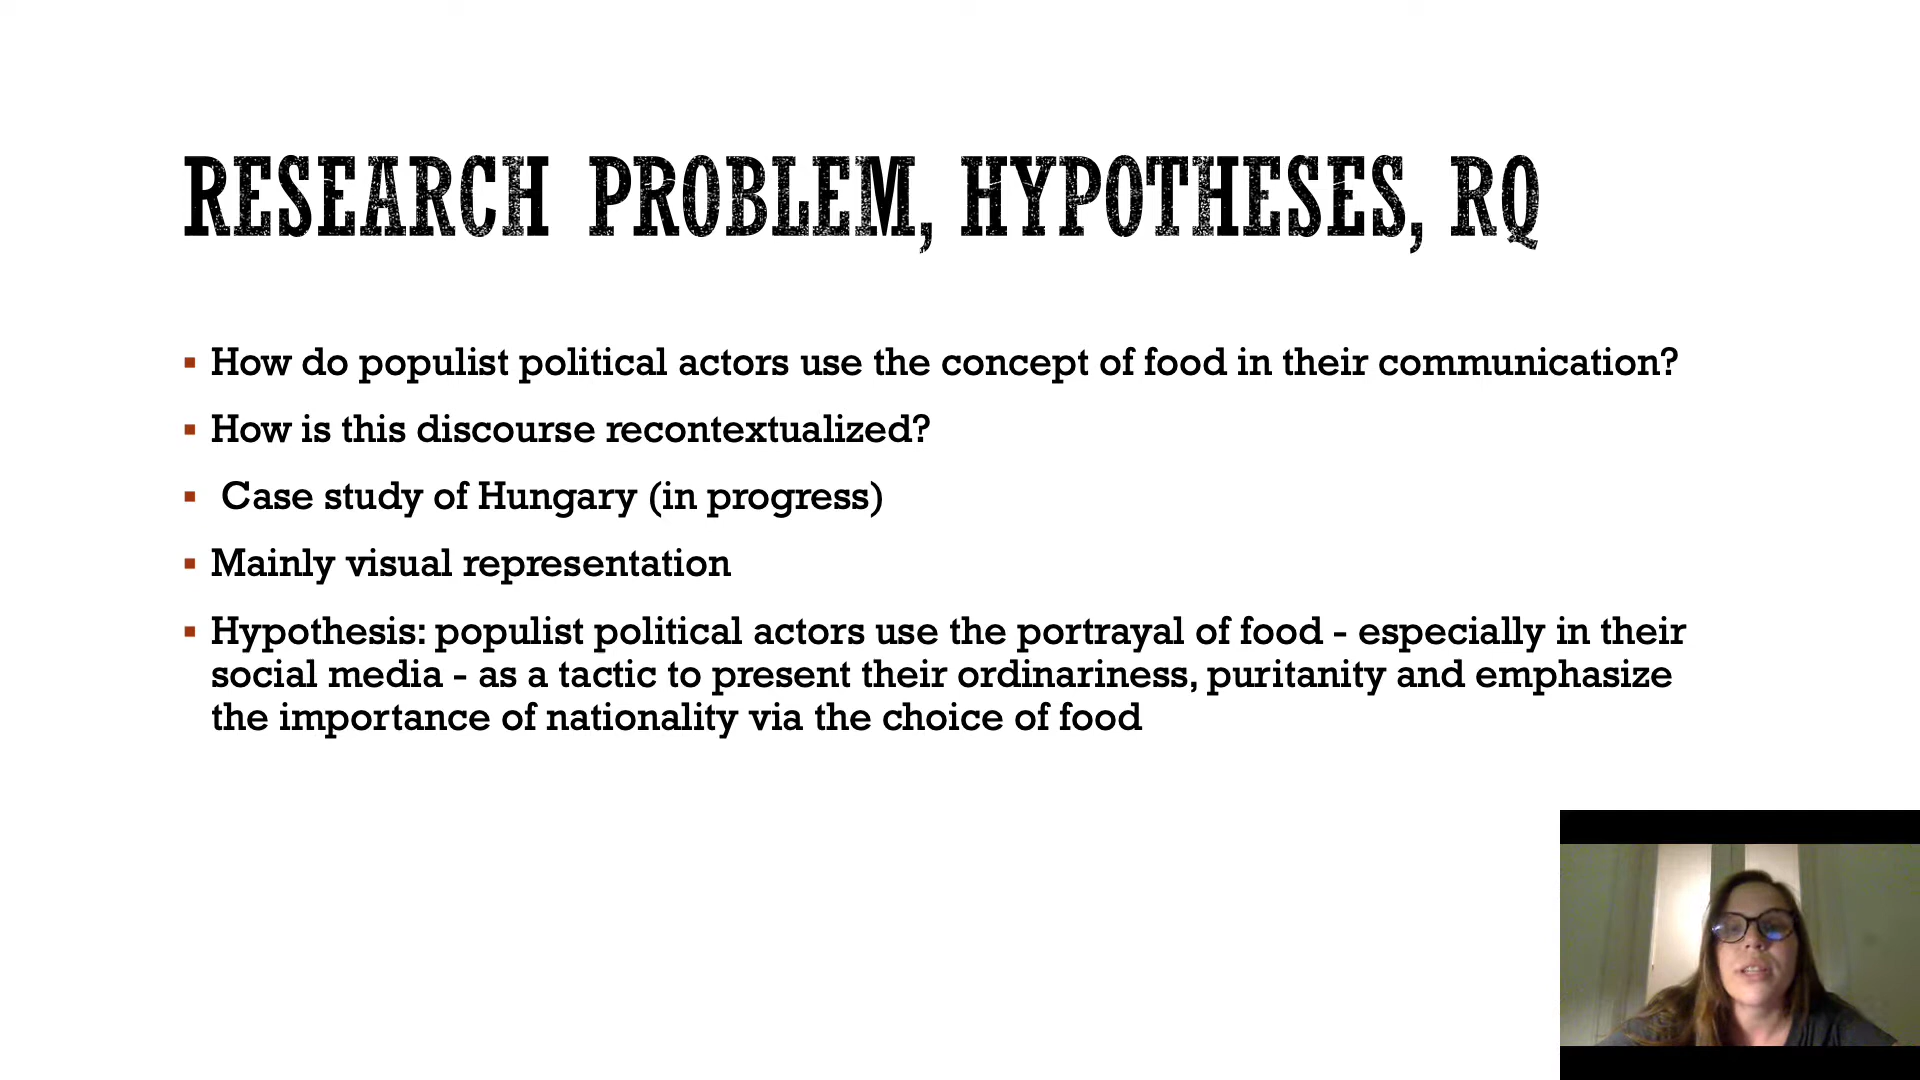 RESEARCH PROBLEM, HYPOTHESES, RQ
▪ How do populist political actors use the concept of food in their communication?
▪ How is this discourse recontextualized?
▪ Case study of Hungary (in progress)
▪ Mainly visual representation
▪ Hypothesis: populist political actors use the portrayal of food - especially in their
social media - as a tactic to present their ordinariness, puritanity and emphasize
the importance of nationality via the choice of food